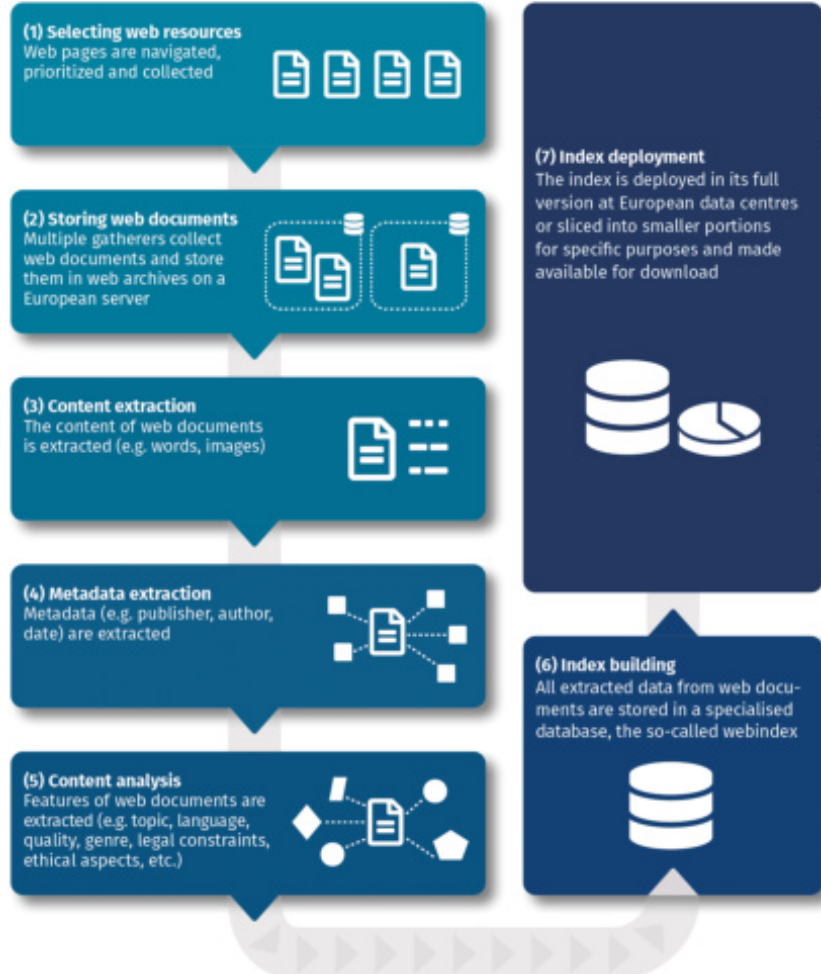 (1) Selecting web resources
Web pages are navigated,
prioritized and collected
(2) Storing web documents
Multiple gatherers collect
web documents and store
them in web archives on a
European server
(3) Content extraction
The content of web documents
is extracted (e.g. words, images)
(4) Metadata extraction
Metadata (e.g. publisher, author,
date) are extracted
(5) Content analysis
Features of web documents are
extracted (e.g. topic, language,
quality, genre, legal constraints,
ethical aspects, etc.)
(6) Index building
All extracted data from web docu-
ments are stored in a specialised
database, the so-called webindex
(7) Index deployment
The index is deployed in its full
version at European data centres
or sliced into smaller portions
for specific purposes and made
available for download